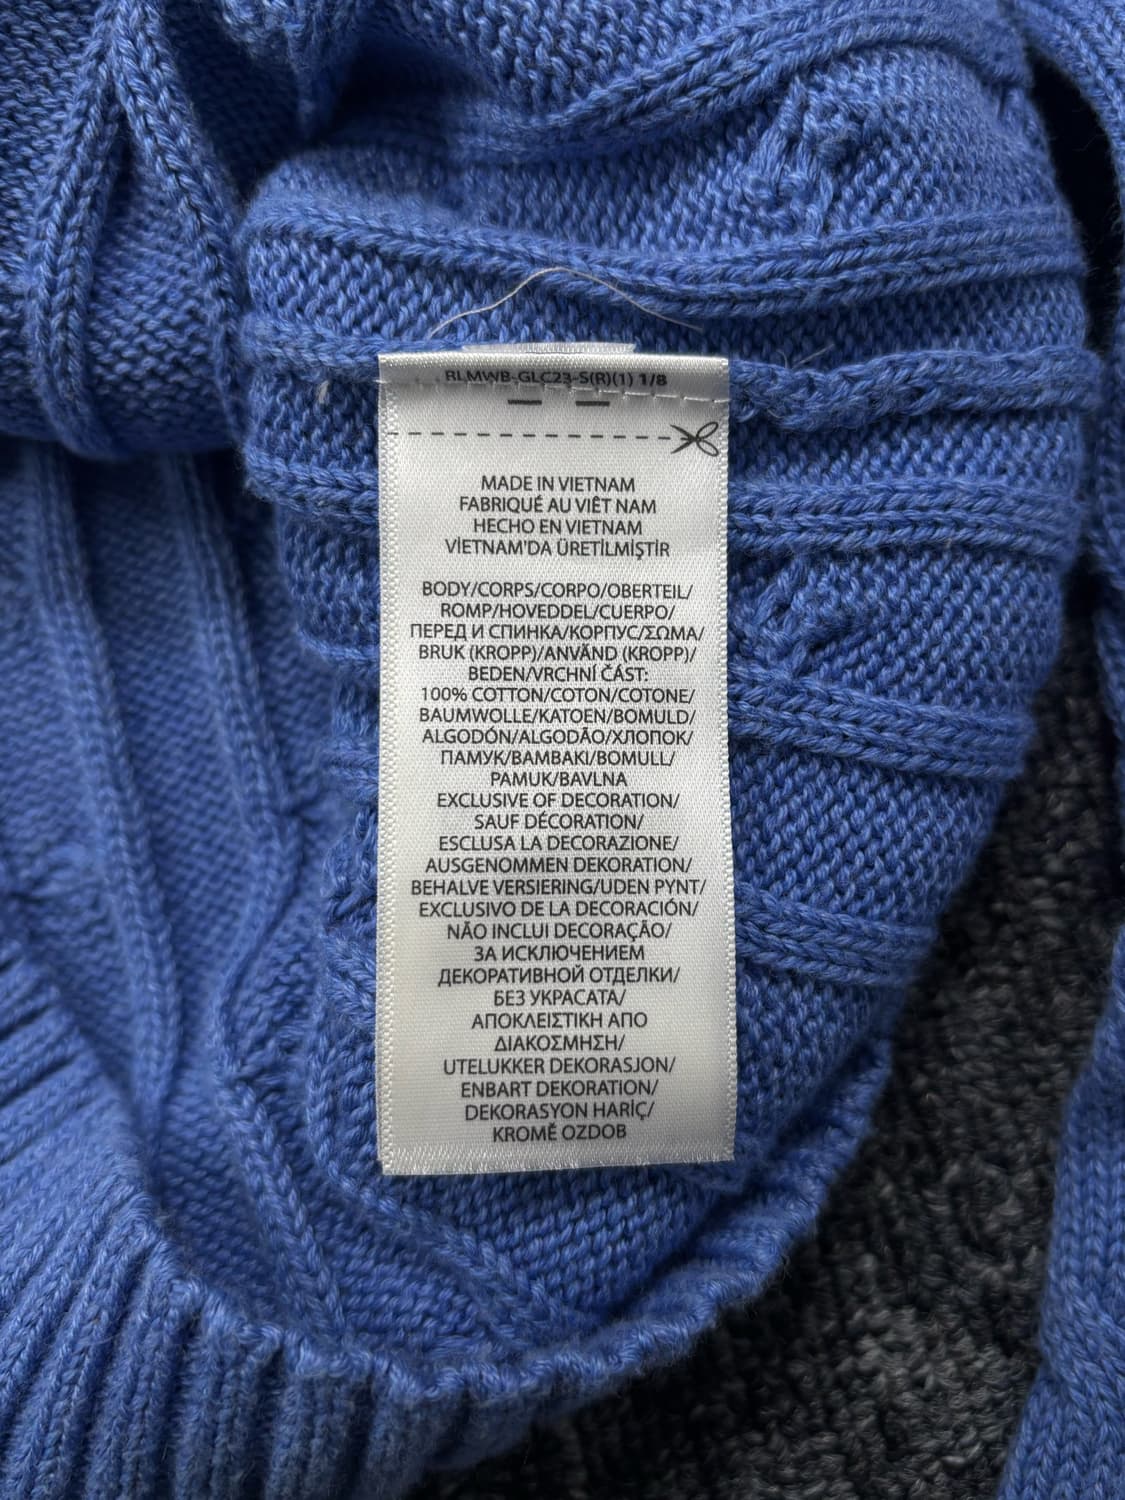 RLMWB-GLC23-S(R)(1) 1/8
MADE IN VIETNAM
FABRIQUÉ AU VIÊT NAM
HECHO EN VIETNAM
VİETNAM'DA ÜRETİLMİŞTİR
BODY/CORPS/CORPO/OBERTEIL/
ROMP/HOVEDDEL/CUERPO/
ПЕРЕД И СПИНКА/КОРПУС/ΣΩΜΑ/
BRUK (KROPP)/ANVÄND (KROPP)/
BEDEN/VRCHNÍ ČÁST:
100% COTTON/COTON/COTONE/
BAUMWOLLE/KATOEN/BOMULD/
ALGODÓN/ALGODÃO/ХЛОПОК/
ПАМУК/ΒΑΜΒΑΚΙ/BOMULL/
PAMUK/BAVLNA
EXCLUSIVE OF DECORATION/
SAUF DÉCORATION/
ESCLUSA LA DECORAZIONE/
AUSGENOMMEN DEKORATION/
BEHALVE VERSIERING/UDEN PYNT/
EXCLUSIVO DE LA DECORACIÓN/
NÃO INCLUI DECORAÇÃO/
ЗА ИСКЛЮЧЕНИЕМ
ДЕКОРАТИВНОЙ ОТДЕЛКИ/
БЕЗ УКРАСАТА/
ΑΠΟΚΛΕΙΣΤΙΚΗ ΑΠΟ
ΔΙΑΚΟΣΜΗΣΗ/
UTELUKKER DEKORASJON/
ENBART DEKORATION/
DEKORASYON HARİÇ/
KROMĚ OZDOB